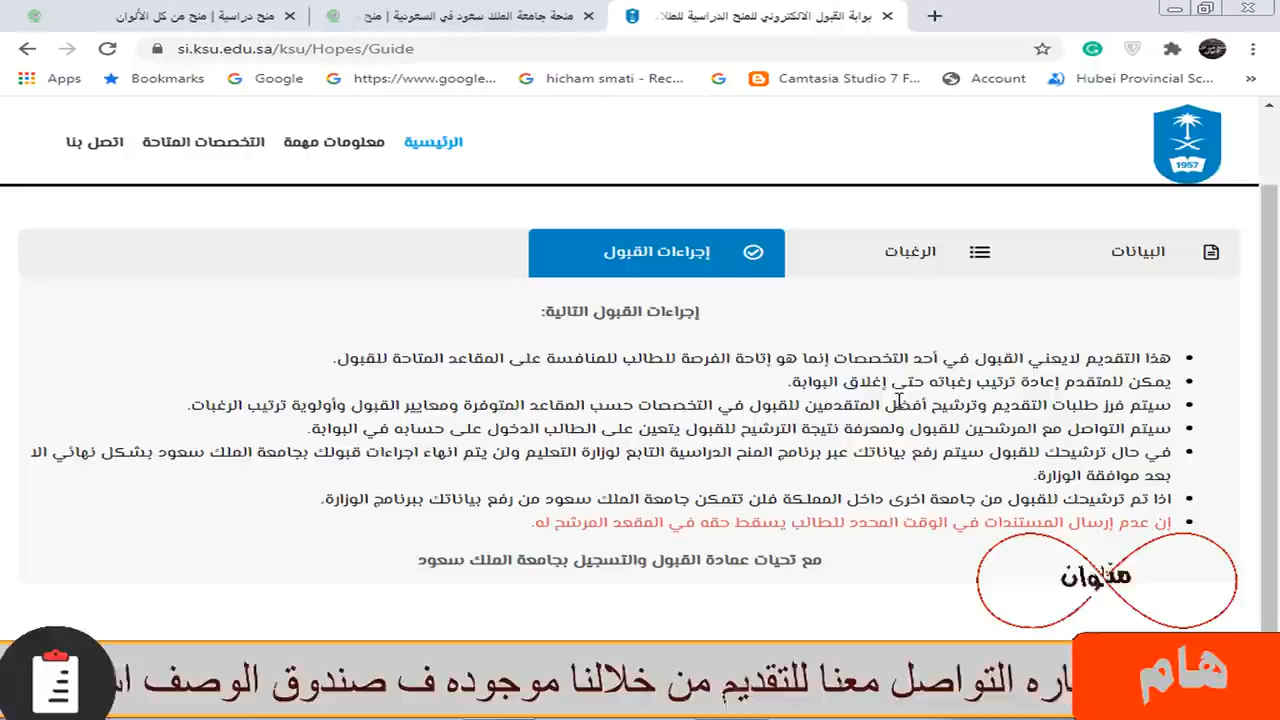 بوابة القبول الالكتروني للمنح الدراسية للطلا
منحة جامعة الملك سعود في السعودية | منح
منح دراسية | منح من كل الألوان
si.ksu.edu.sa/ksu/Hopes/Guide
Apps
Bookmarks
Google
https://www.google...
hicham smati - Rec...
Camtasia Studio 7 F...
Account
Hubei Provincial Sc...
»
1957
الرئيسية
معلومات مهمة
التخصصات المتاحة
اتصل بنا
البيانات
الرغبات
إجراءات القبول
إجراءات القبول التالية:
هذا التقديم لايعني القبول في أحد التخصصات إنما هو إتاحة الفرصة للطالب للمنافسة على المقاعد المتاحة للقبول.
يمكن للمتقدم إعادة ترتيب رغباته حتى إغلاق البوابة.
سيتم فرز طلبات التقديم وترشيح أفضل المتقدمين للقبول في التخصصات حسب المقاعد المتوفرة ومعايير القبول وأولوية ترتيب الرغبات.
سيتم التواصل مع المرشحين للقبول ولمعرفة نتيجة الترشيح للقبول يتعين على الطالب الدخول على حسابه في البوابة.
في حال ترشيحك للقبول سيتم رفع بياناتك عبر برنامج المنح الدراسية التابع لوزارة التعليم ولن يتم انهاء اجراءات قبولك بجامعة الملك سعود بشكل نهائي الا
بعد موافقة الوزارة.
اذا تم ترشيحك للقبول من جامعة اخرى داخل المملكة فلن تتمكن جامعة الملك سعود من رفع بياناتك ببرنامج الوزارة.
إن عدم إرسال المستندات في الوقت المحدد للطالب يسقط حقه في المقعد المرشح له.
مع تحيات عمادة القبول والتسجيل بجامعة الملك سعود
هام
اره التواصل معنا للتقديم من خلالنا موجوده ف صندوق الوصف